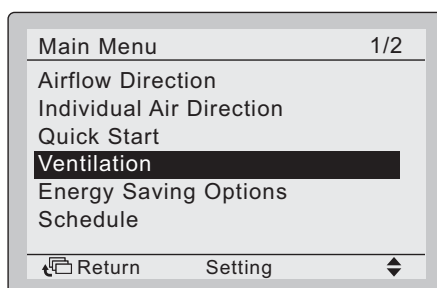 Main Menu 1/2
Airflow Direction
Individual Air Direction
Quick Start
Ventilation
Energy Saving Options
Schedule
Return Setting